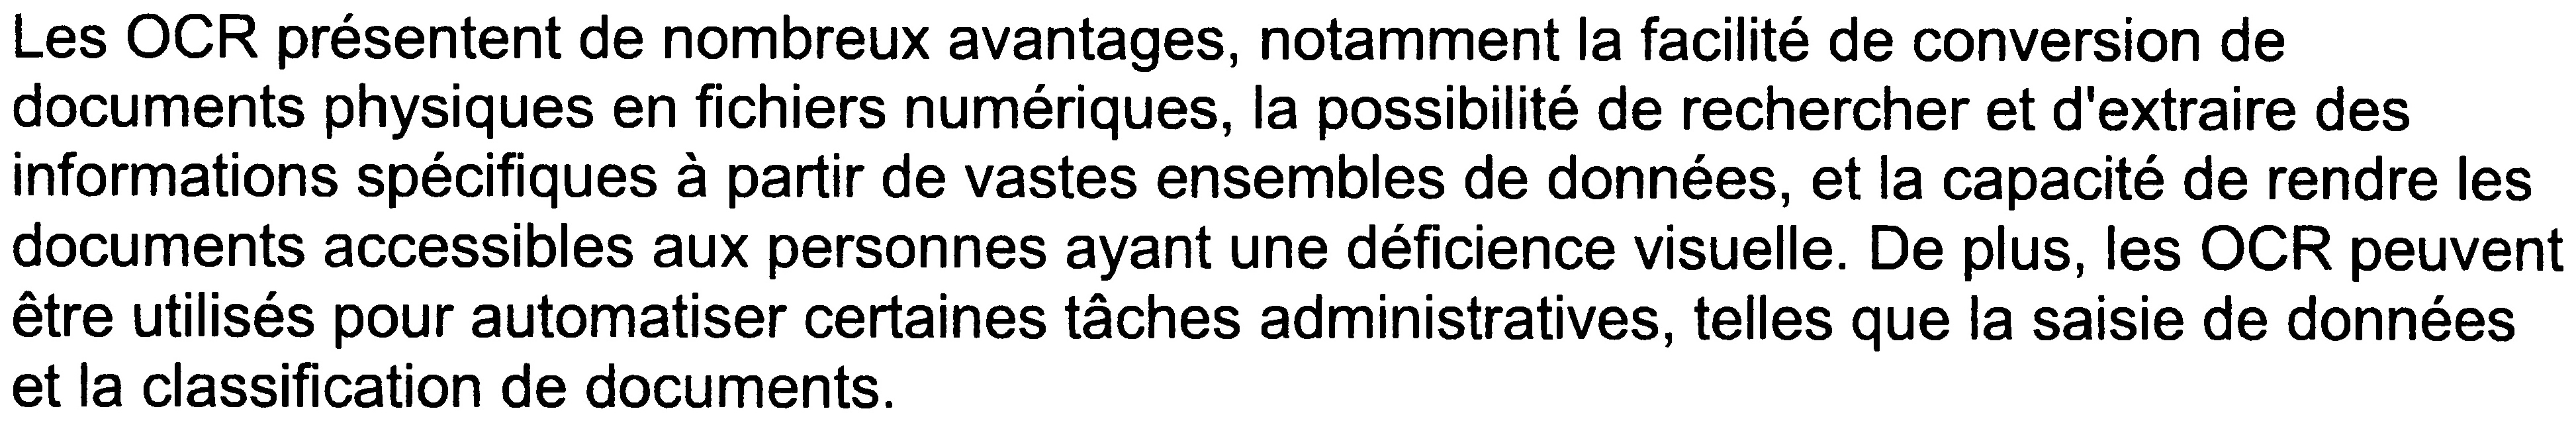 Les OCR présentent de nombreux avantages, notamment la facilité de conversion de
documents physiques en fichiers numériques, la possibilité de rechercher et d'extraire des
informations spécifiques à partir de vastes ensembles de données, et la capacité de rendre les
documents accessibles aux personnes ayant une déficience visuelle. De plus, les OCR peuvent
être utilisés pour automatiser certaines tâches administratives, telles que la saisie de données
et la classification de documents.